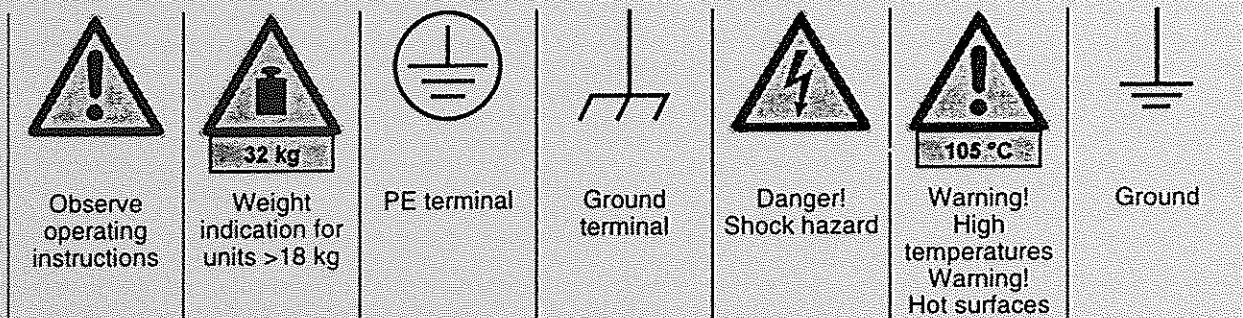 32 kg
105 °C
Observe
operating
instructions
Weight
indication for
units >18 kg
PE terminal
Ground
terminal
Danger!
Shock hazard
Warning!
High
temperatures
Warning!
Hot surfaces
Ground